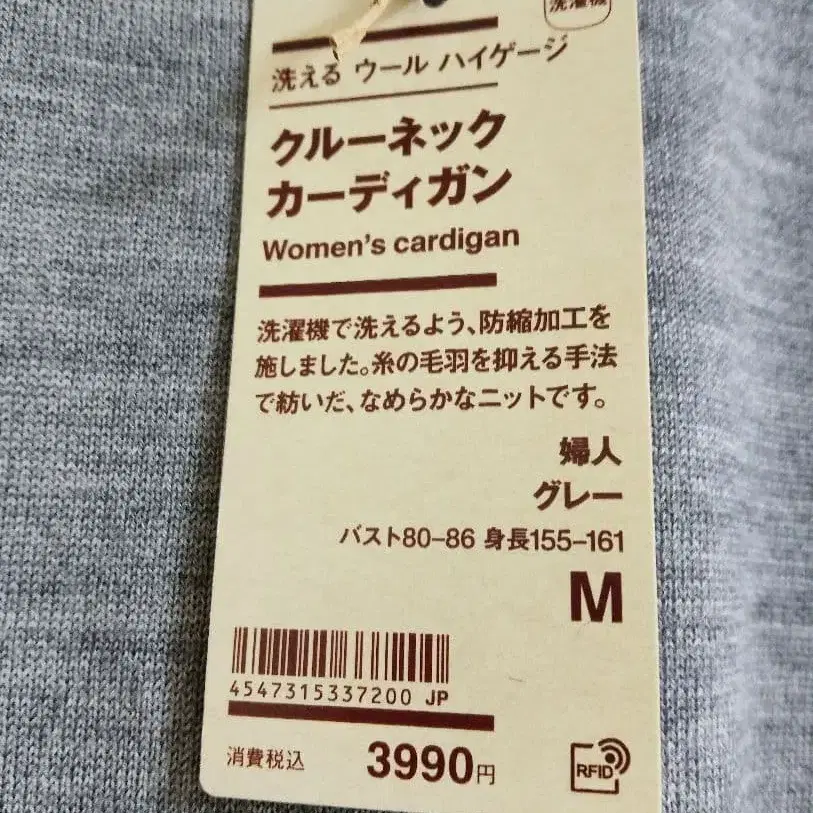 洗濯機
洗える ウール ハイゲージ
クルーネック
カーディガン
Women's cardigan
洗濯機で洗えるよう、防縮加工を
施しました。糸の毛羽を抑える手法
で紡いだ、なめらかなニットです。
婦人
グレー
バスト80–86 身長155–161
M
4547315337200 JP
消費税込 3990円
RFID